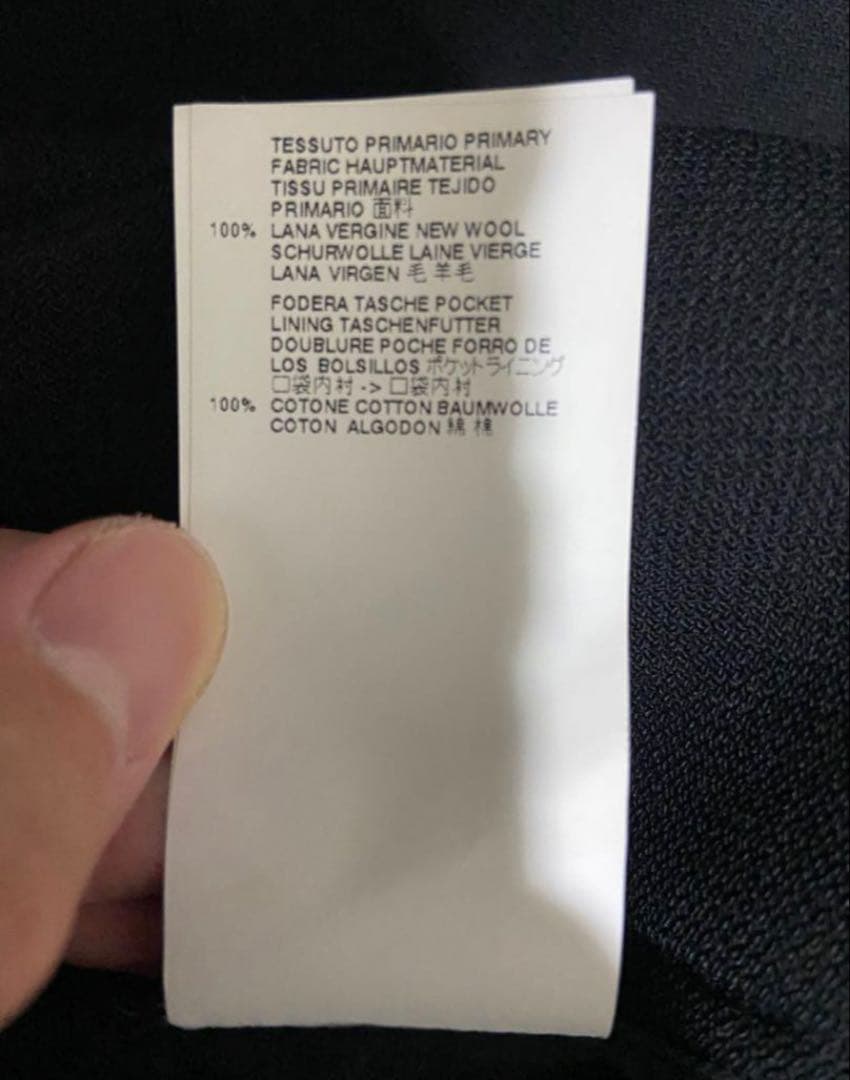 TESSUTO PRIMARIO PRIMARY
FABRIC HAUPTMATERIAL
TISSU PRIMAIRE TEJIDO
PRIMARIO 面料
100% LANA VERGINE NEW WOOL
SCHURWOLLE LAINE VIERGE
LANA VIRGEN 毛 羊毛
FODERA TASCHE POCKET
LINING TASCHENFUTTER
DOUBLURE POCHE FORRO DE
LOS BOLSILLOS ポケットライニング
口袋内村 -> 口袋内村
100% COTONE COTTON BAUMWOLLE
COTON ALGODON 綿 棉